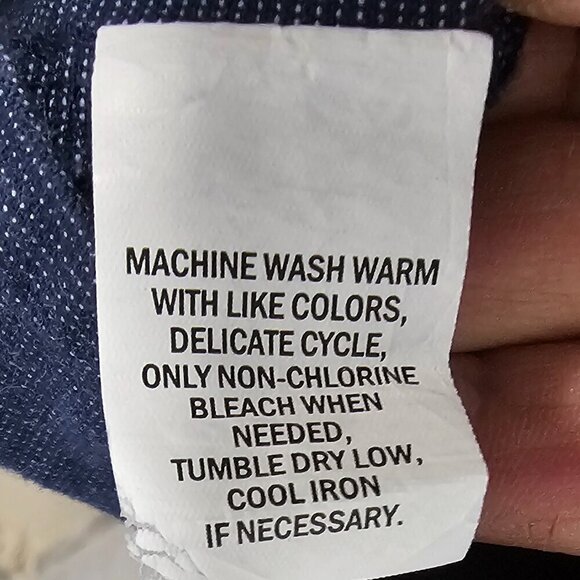 MACHINE WASH WARM
WITH LIKE COLORS,
DELICATE CYCLE,
ONLY NON-CHLORINE
BLEACH WHEN
NEEDED,
TUMBLE DRY LOW,
COOL IRON
IF NECESSARY.